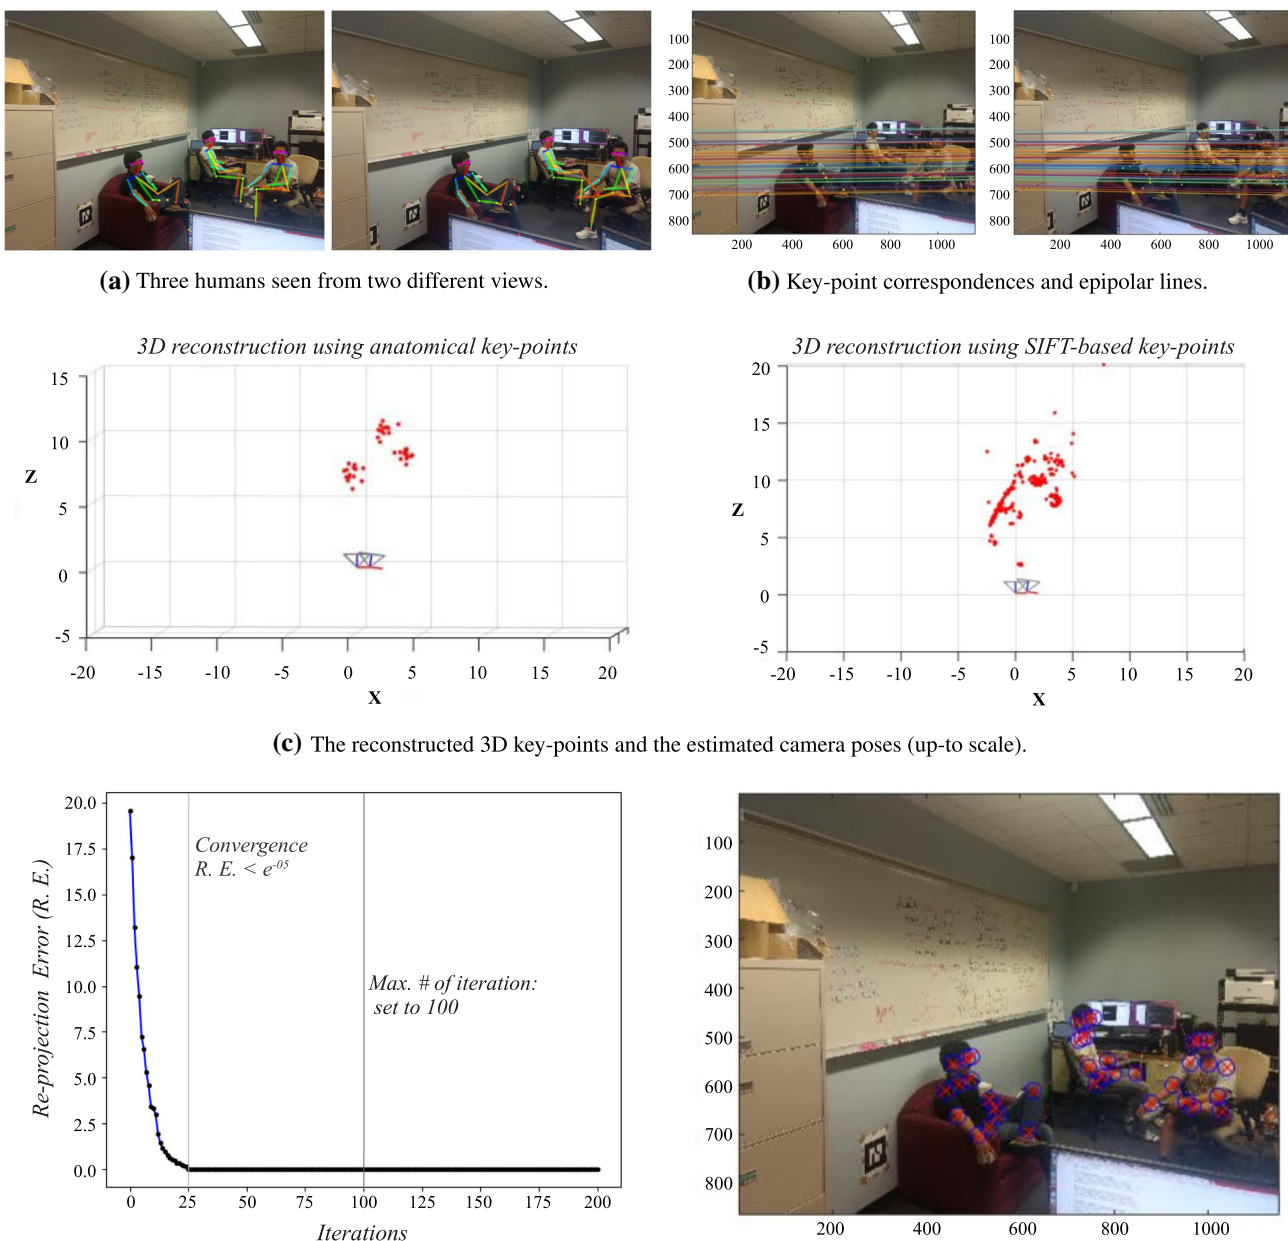 100
200
300
400
500
600
700
800
200 400 600 800 1000
100
200
300
400
500
600
700
800
200 400 600 800 1000
(a) Three humans seen from two different views.
(b) Key-point correspondences and epipolar lines.
3D reconstruction using anatomical key-points
15
10
Z
5
0
-5
-20 -15 -10 -5 0 5 10 15 20
X
3D reconstruction using SIFT-based key-points
20
15
10
Z
5
0
-5
-20 -15 -10 -5 0 5 10 15 20
X
(c) The reconstructed 3D key-points and the estimated camera poses (up-to scale).
Re-projection Error (R. E.)
20.0
17.5
15.0
12.5
10.0
7.5
5.0
2.5
0.0
Convergence
R. E. < e-05
Max. # of iteration:
set to 100
0 25 50 75 100 125 150 175 200
Iterations
100
200
300
400
500
600
700
800
200 400 600 800 1000